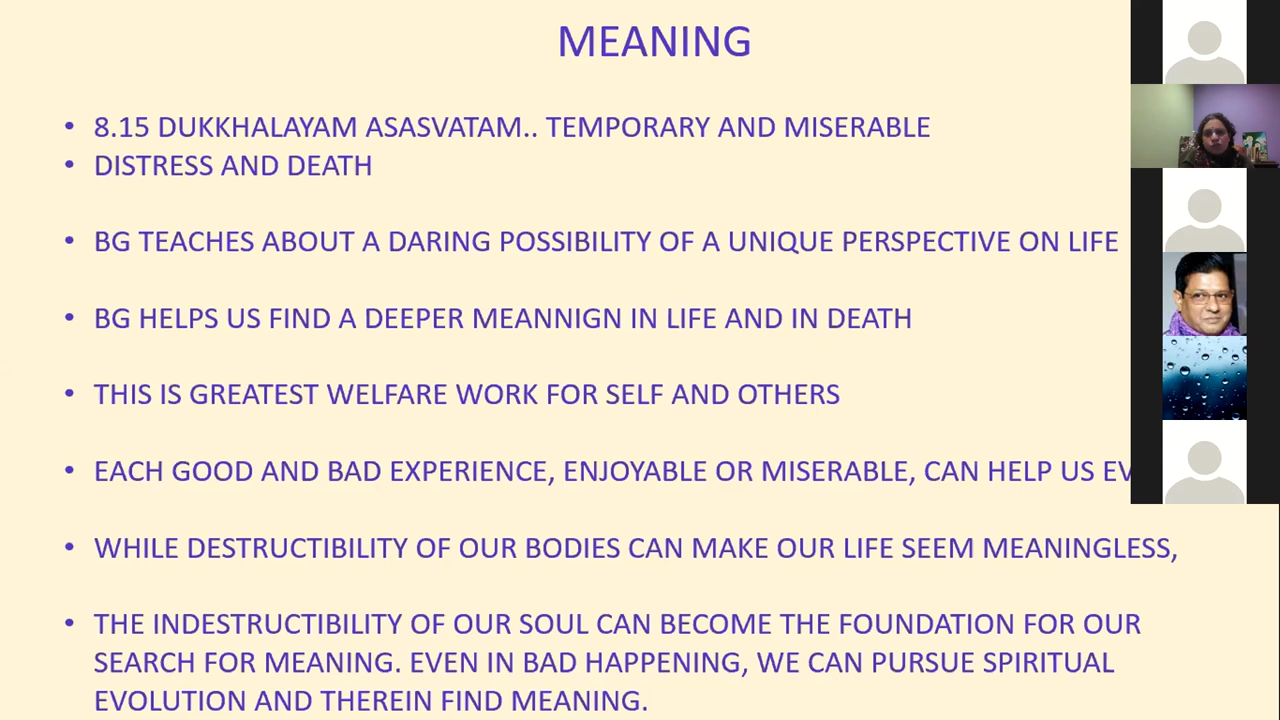 MEANING
• 8.15 DUKKHALAYAM ASASVATAM.. TEMPORARY AND MISERABLE
• DISTRESS AND DEATH
• BG TEACHES ABOUT A DARING POSSIBILITY OF A UNIQUE PERSPECTIVE ON LIFE
• BG HELPS US FIND A DEEPER MEANNIGN IN LIFE AND IN DEATH
• THIS IS GREATEST WELFARE WORK FOR SELF AND OTHERS
• EACH GOOD AND BAD EXPERIENCE, ENJOYABLE OR MISERABLE, CAN HELP US
• WHILE DESTRUCTIBILITY OF OUR BODIES CAN MAKE OUR LIFE SEEM MEANINGLESS,
• THE INDESTRUCTIBILITY OF OUR SOUL CAN BECOME THE FOUNDATION FOR OUR
SEARCH FOR MEANING. EVEN IN BAD HAPPENING, WE CAN PURSUE SPIRITUAL
EVOLUTION AND THEREIN FIND MEANING.